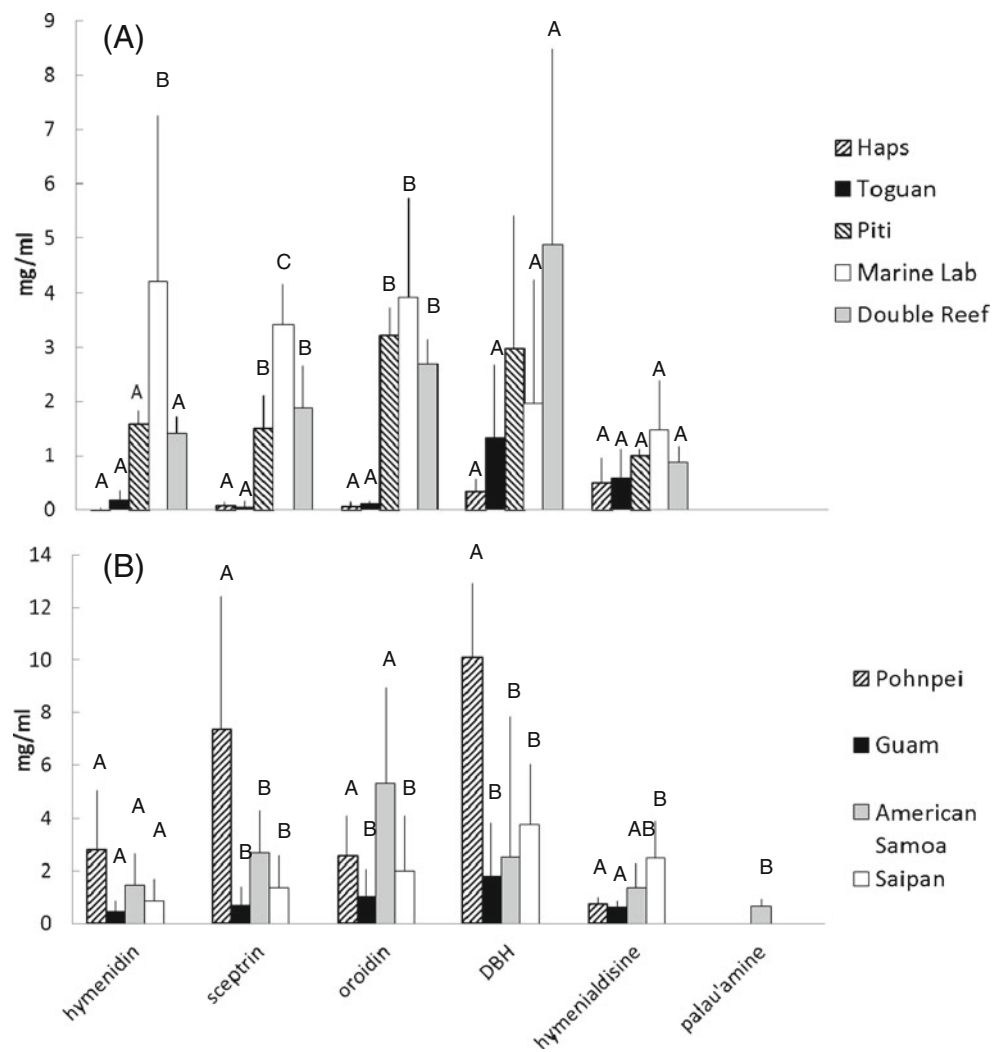 (A)
9
8
7
6
5
4
3
2
1
0
mg/ml
A A A B A
A A B C B
A A B B B
A A A A
A A A A A
Haps
Toguan
Piti
Marine Lab
Double Reef
(B)
14
12
10
8
6
4
2
0
mg/ml
A A A A
A B B B
A B A B
A B B B
A A AB B
B
Pohnpei
Guam
American
Samoa
Saipan
hymenidin
sceptrin
oroidin
DBH
hymenialdisine
palau'amine